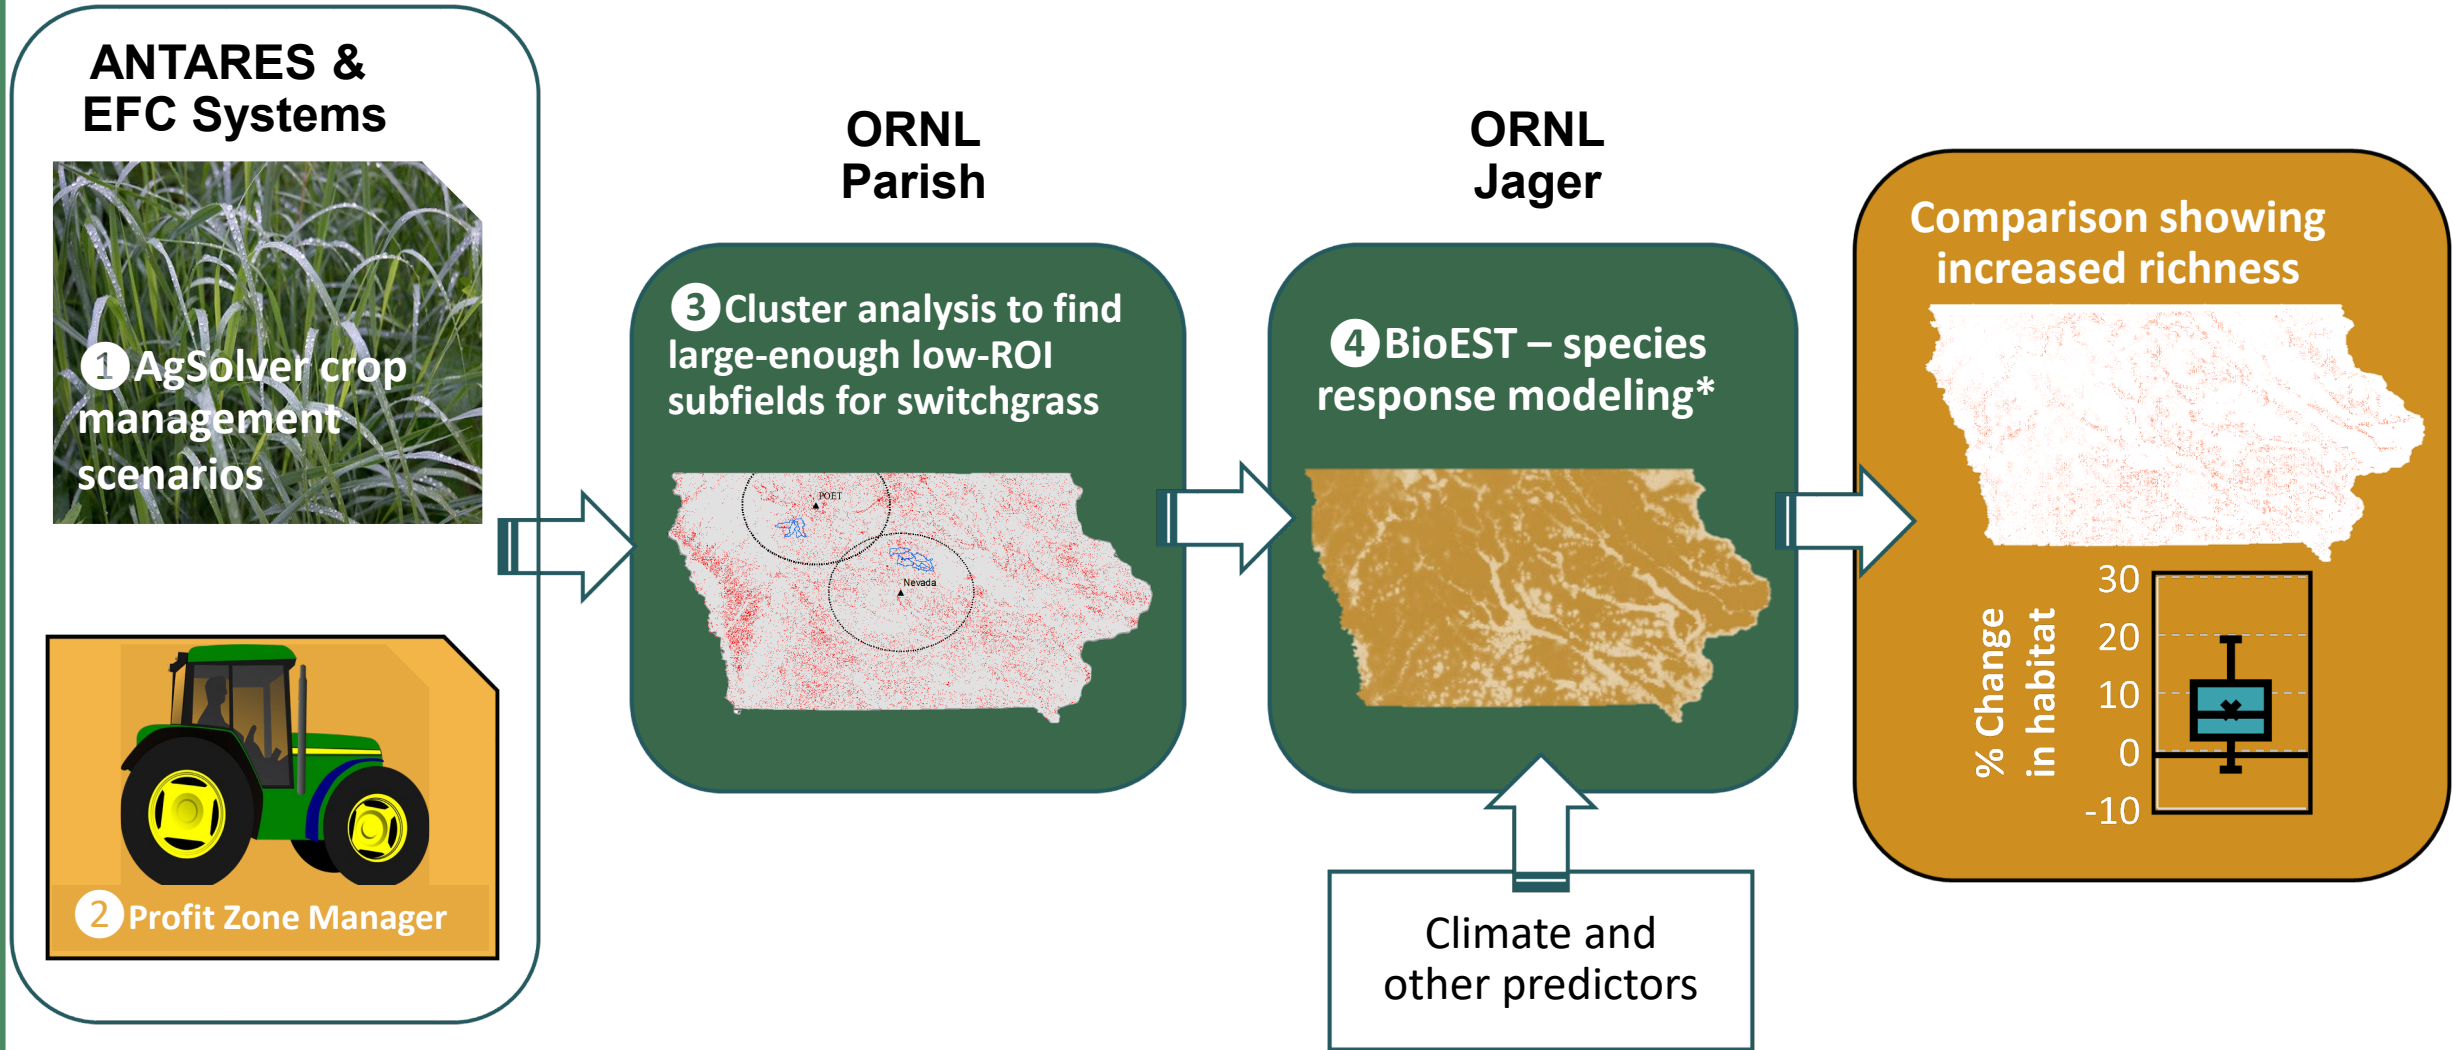 ANTARES &
EFC Systems
1 AgSolver crop
management
scenarios
2 Profit Zone Manager
ORNL
Parish
3 Cluster analysis to find
large-enough low-ROI
subfields for switchgrass
POET
Nevada
ORNL
Jager
4 BioEST – species
response modeling*
Climate and
other predictors
Comparison showing
increased richness
% Change
in habitat
30
20
10
0
-10